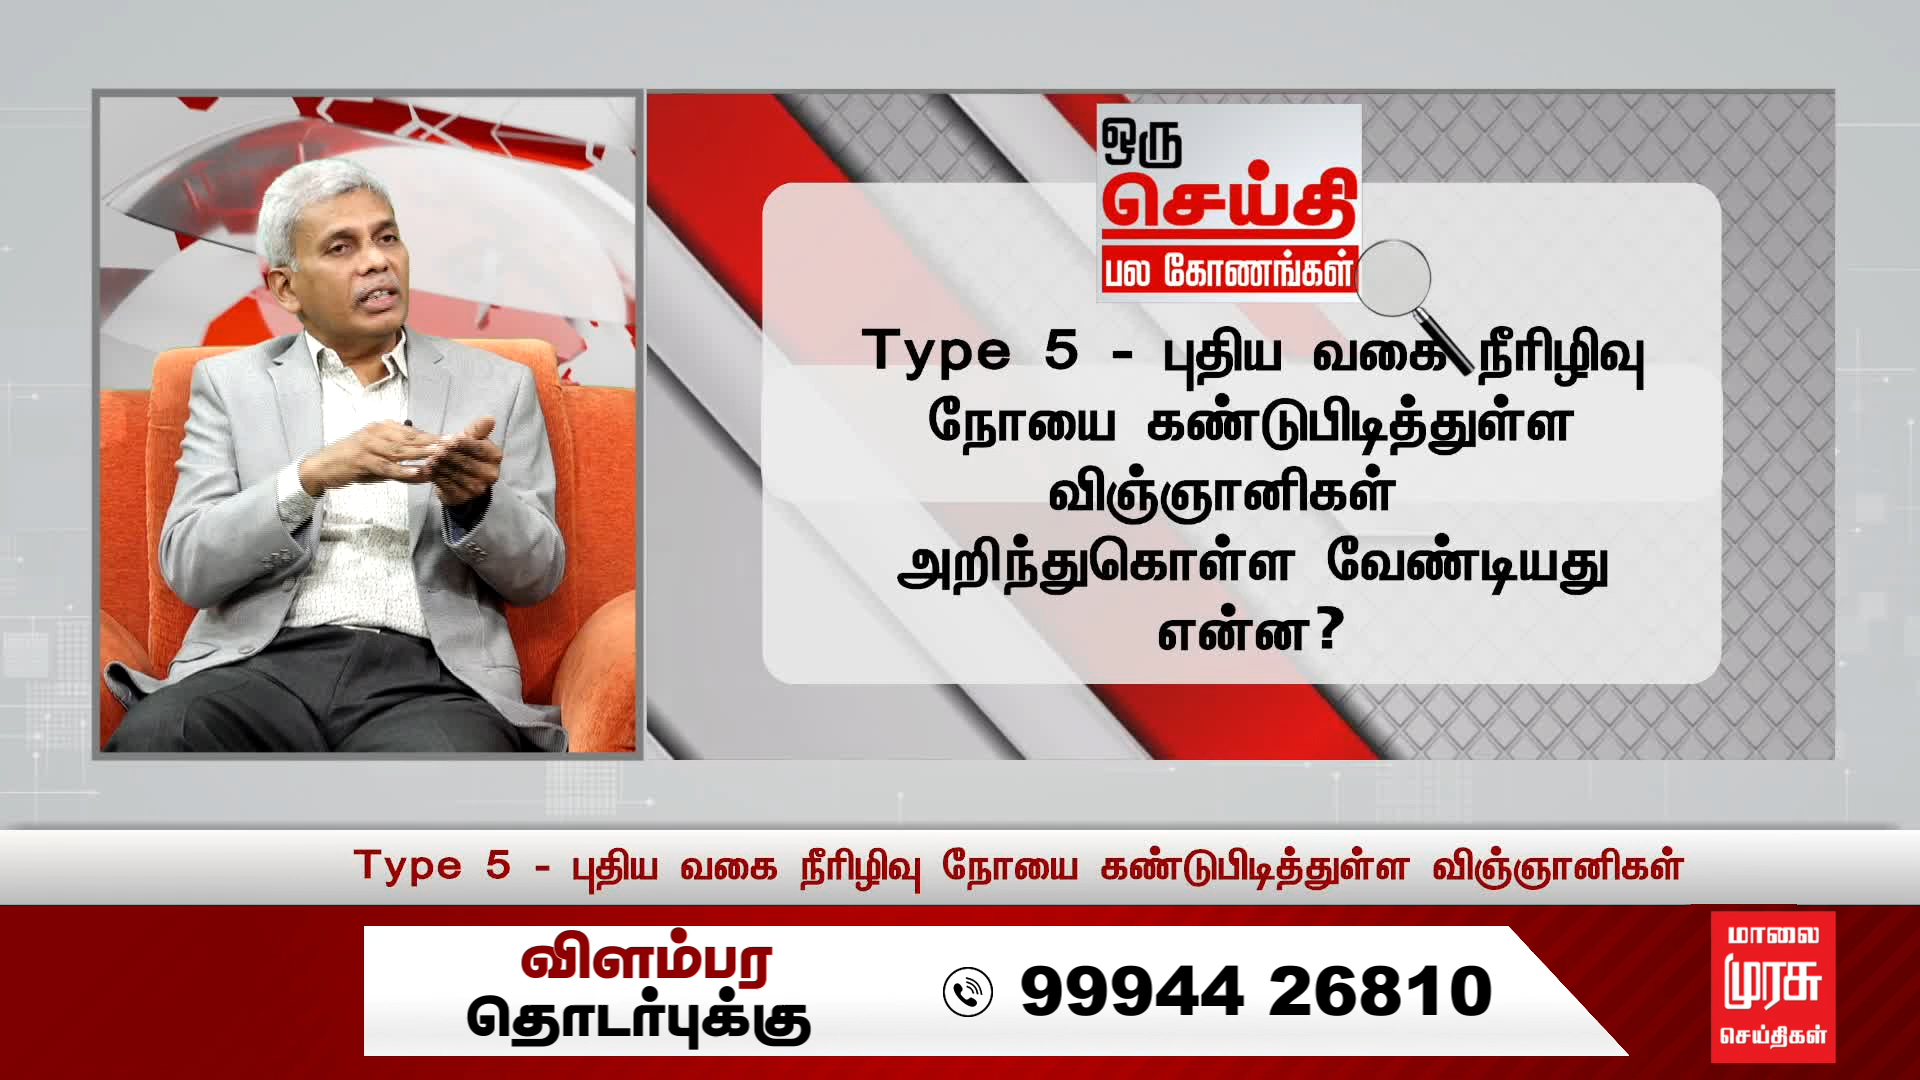 ஒரு
செய்தி
பல கோணங்கள்
Type 5 - புதிய வகை நீரிழிவு
நோயை கண்டுபிடித்துள்ள
விஞ்ஞானிகள்
அறிந்துகொள்ள வேண்டியது
என்ன?
Type 5 - புதிய வகை நீரிழிவு நோயை கண்டுபிடித்துள்ள விஞ்ஞானிகள்
விளம்பர
தொடர்புக்கு
99944 26810
மாலை
முரசு
செய்திகள்